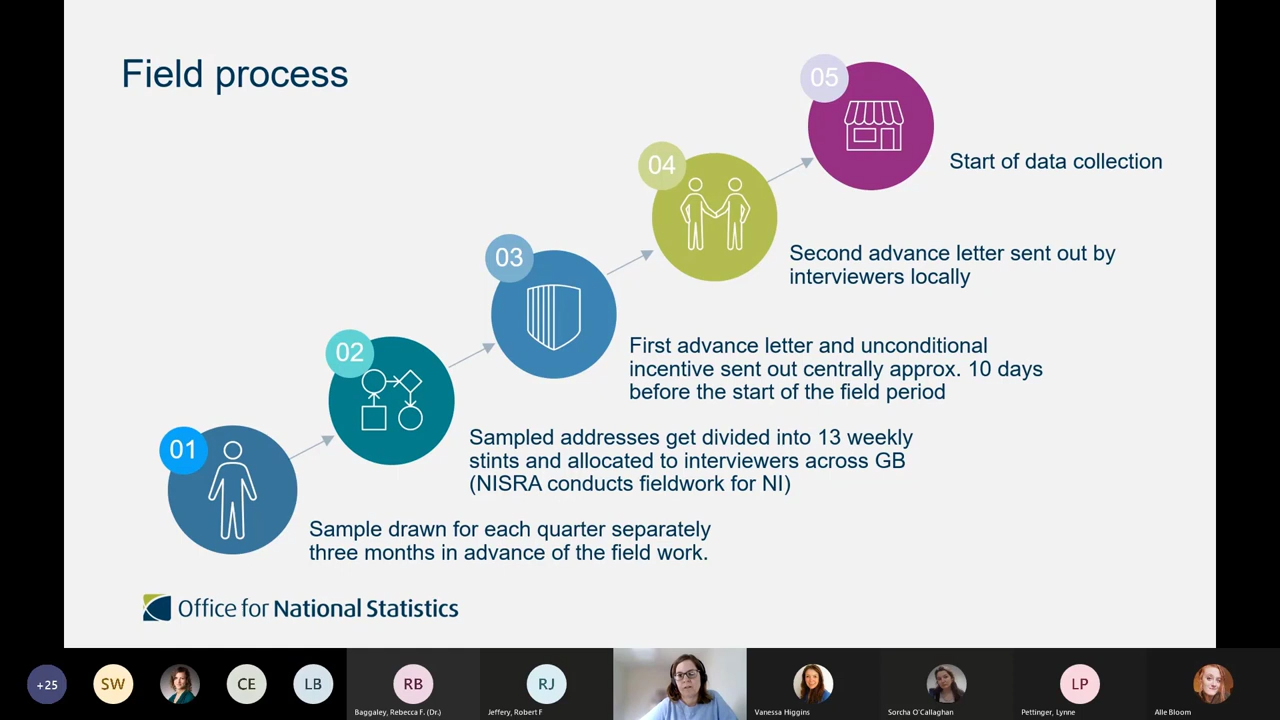 Field process
05
Start of data collection
04
Second advance letter sent out by
interviewers locally
03
First advance letter and unconditional
incentive sent out centrally approx. 10 days
before the start of the field period
02
Sampled addresses get divided into 13 weekly
stints and allocated to interviewers across GB
(NISRA conducts fieldwork for NI)
01
Sample drawn for each quarter separately
three months in advance of the field work.
Office for National Statistics
+25
SW
CE
LB
RB
Baggaley, Rebecca F. (Dr.)
RJ
Jeffery, Robert F
Vanessa Higgins
Sorcha O'Callaghan
LP
Pettinger, Lynne
Alle Bloom